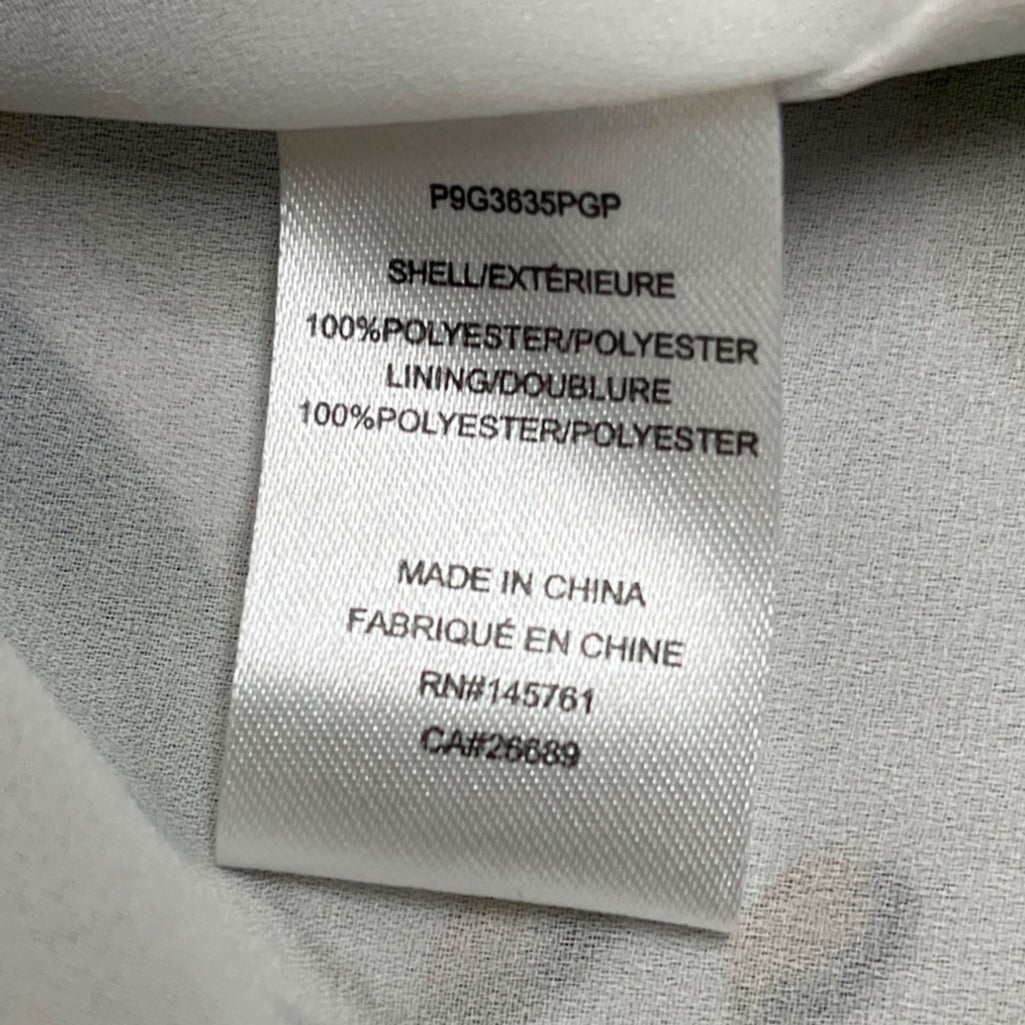 P9G3635PGP
SHELL/EXTÉRIEURE
100%POLYESTER/POLYESTER
LINING/DOUBLURE
100%POLYESTER/POLYESTER
MADE IN CHINA
FABRIQUÉ EN CHINE
RN#145761
CA#26689